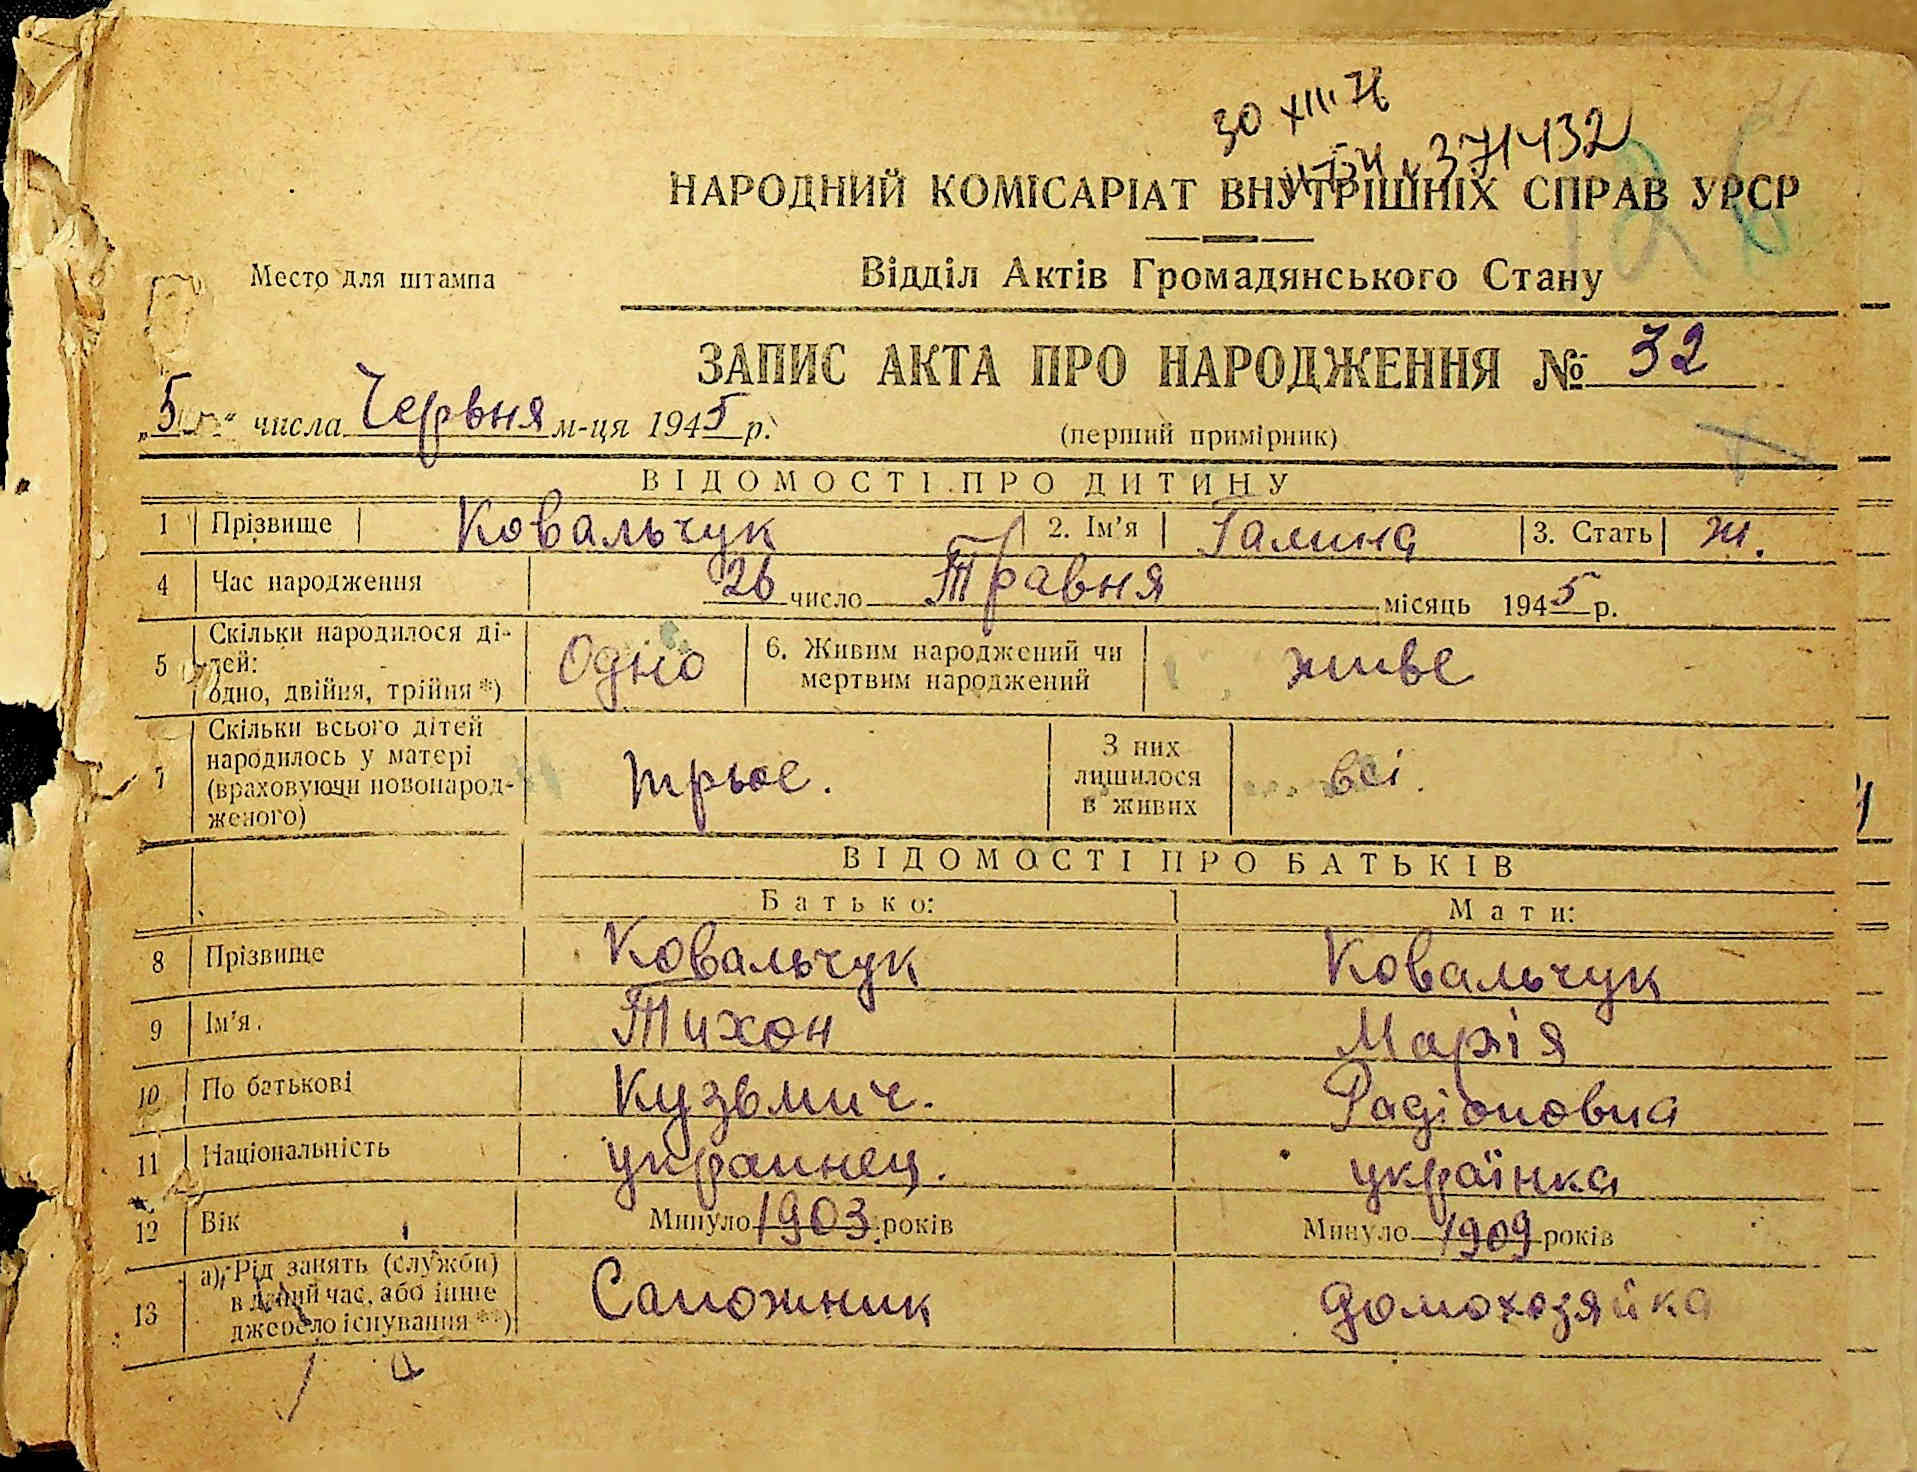 371432
НАРОДНИЙ КОМІСАРІАТ ВНУТРІШНІХ СПРАВ УРСР
Место для штампа
Відділ Актів Громадянського Стану
ЗАПИС АКТА ПРО НАРОДЖЕННЯ № 32
„5“ числа Червня м-ця 1945 р.
(перший примірник)
ВІДОМОСТІ ПРО ДИТИНУ
1 Прізвище Ковальчук 2. Ім'я Галина 3. Стать ж.
4 Час народження 26 число Травня місяць 1945 р.
5 Скільки народилося дітей: одно, двійня, трійня *) Одно 6. Живим народжений чи мертвим народжений живе
7 Скільки всього дітей народилось у матері (враховуючи новонародженого) трьое. З них лишилося в живих всі.
ВІДОМОСТІ ПРО БАТЬКІВ
Батько: Мати:
8 Прізвище Ковальчук Ковальчук
9 Ім'я. Тихон Марія
10 По батькові Кузьмич. Радіоновна
11 Національність украинец. українка
12 Вік Минуло 1903 років Минуло 1909 років
13 а) Рід занять (служби) в даний час, або інше джерело існування **) Сапожник домохозяйка